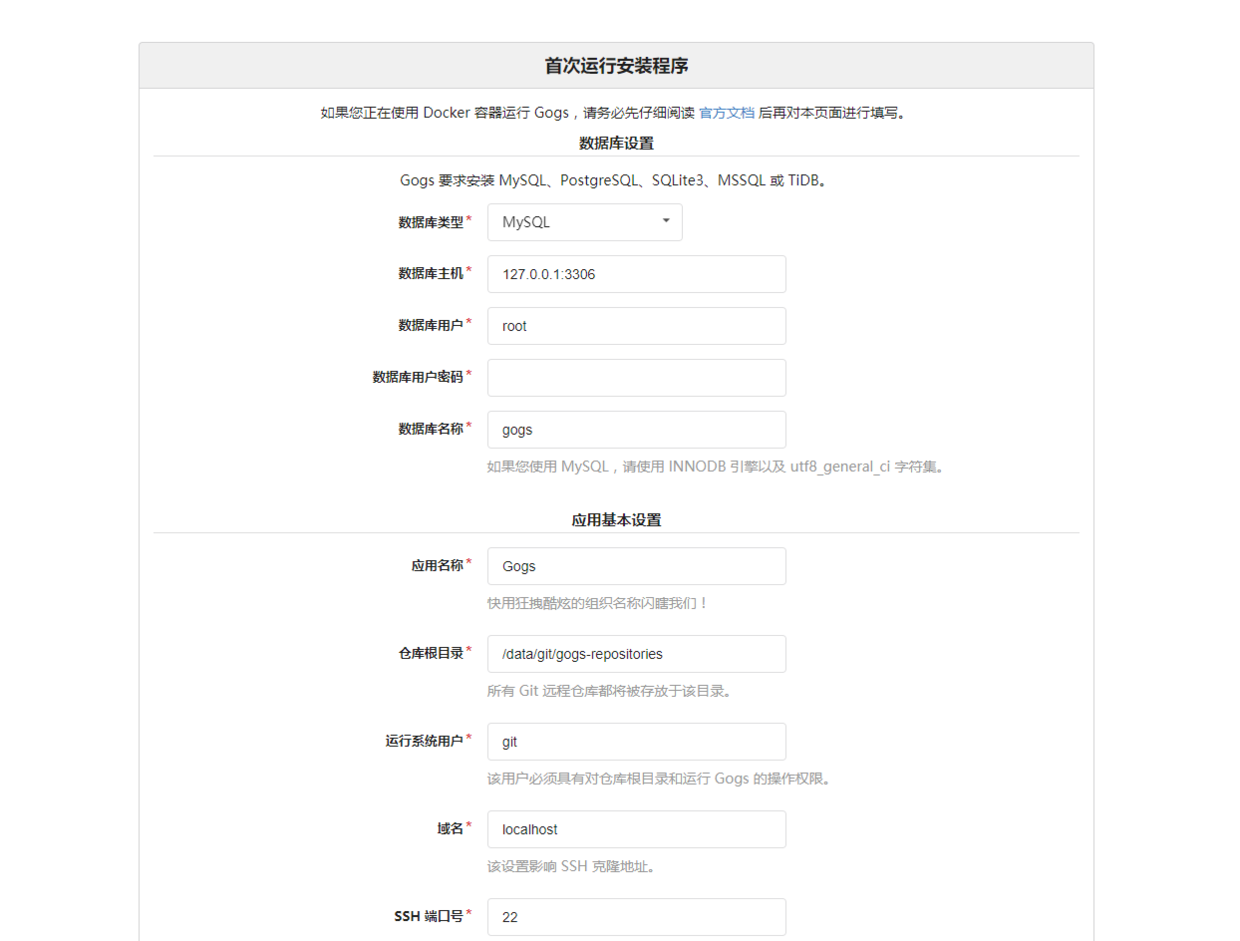 首次运行安装程序
如果您正在使用 Docker 容器运行 Gogs，请务必先仔细阅读 官方文档 后再对本页面进行填写。
数据库设置
Gogs 要求安装 MySQL、PostgreSQL、SQLite3、MSSQL 或 TiDB。
数据库类型* MySQL
数据库主机* 127.0.0.1:3306
数据库用户* root
数据库用户密码*
数据库名称* gogs
如果您使用 MySQL，请使用 INNODB 引擎以及 utf8_general_ci 字符集。
应用基本设置
应用名称* Gogs
快用狂拽酷炫的组织名称闪瞎我们！
仓库根目录* /data/git/gogs-repositories
所有 Git 远程仓库都将被存放于该目录。
运行系统用户* git
该用户必须具有对仓库根目录和运行 Gogs 的操作权限。
域名* localhost
该设置影响 SSH 克隆地址。
SSH 端口号* 22